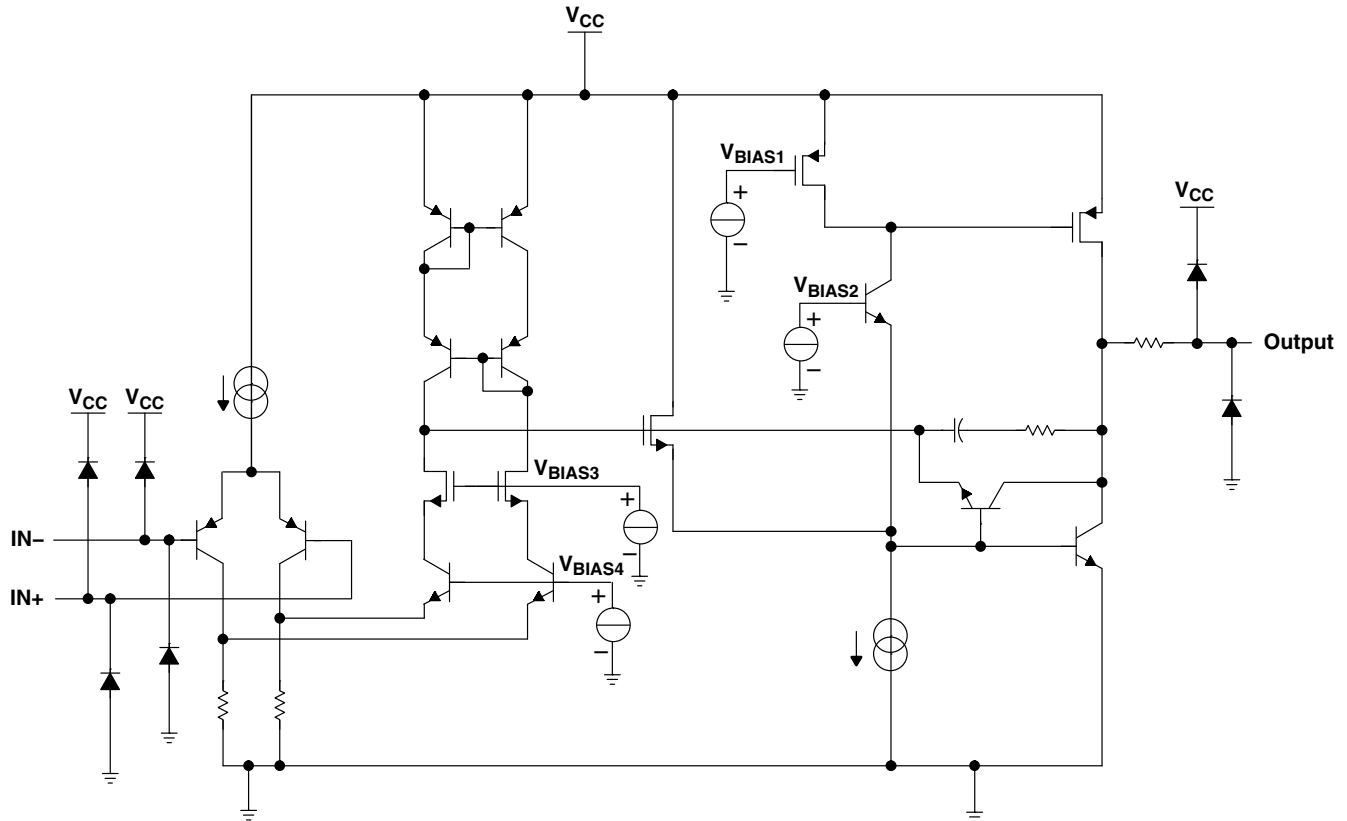 VCC
VBIAS1
VCC
VBIAS2
+
−
+
−
Output
VCC
VCC
VBIAS3
+
−
IN−
VBIAS4
IN+
+
−